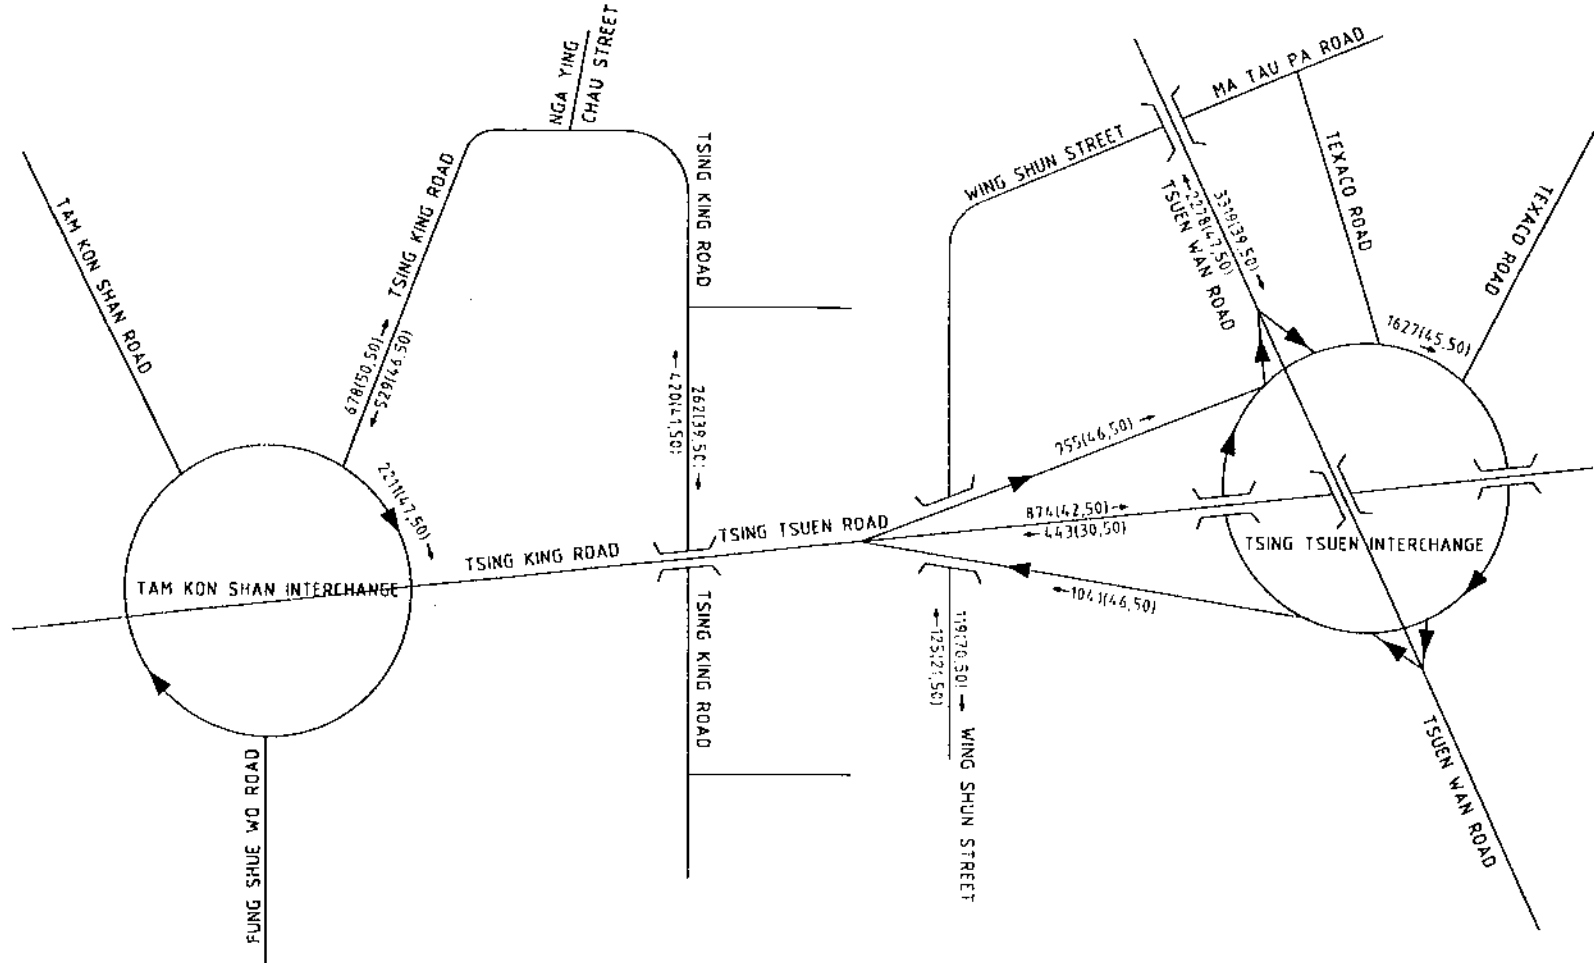 NGA YING
CHAU STREET
TSING KING ROAD
TSING KING ROAD
TAM KON SHAN ROAD
678(50,50)→
←529(46,50)
2211(47,50)→
262(39,50)→
←420(41,50)
TAM KON SHAN INTERCHANGE
TSING KING ROAD
TSING TSUEN ROAD
TSING KING ROAD
FUNG SHUE WO ROAD
WING SHUN STREET
MA TAU PA ROAD
TEXACO ROAD
TEXACO ROAD
3319(39,50)→
←2278(47,50)
TSUEN WAN ROAD
1627(45,50)→
955(46,50)→
874(42,50)→
←443(30,50)
←1041(46,50)
TSING TSUEN INTERCHANGE
119(70,50)→
←125(21,50)
WING SHUN STREET
TSUEN WAN ROAD